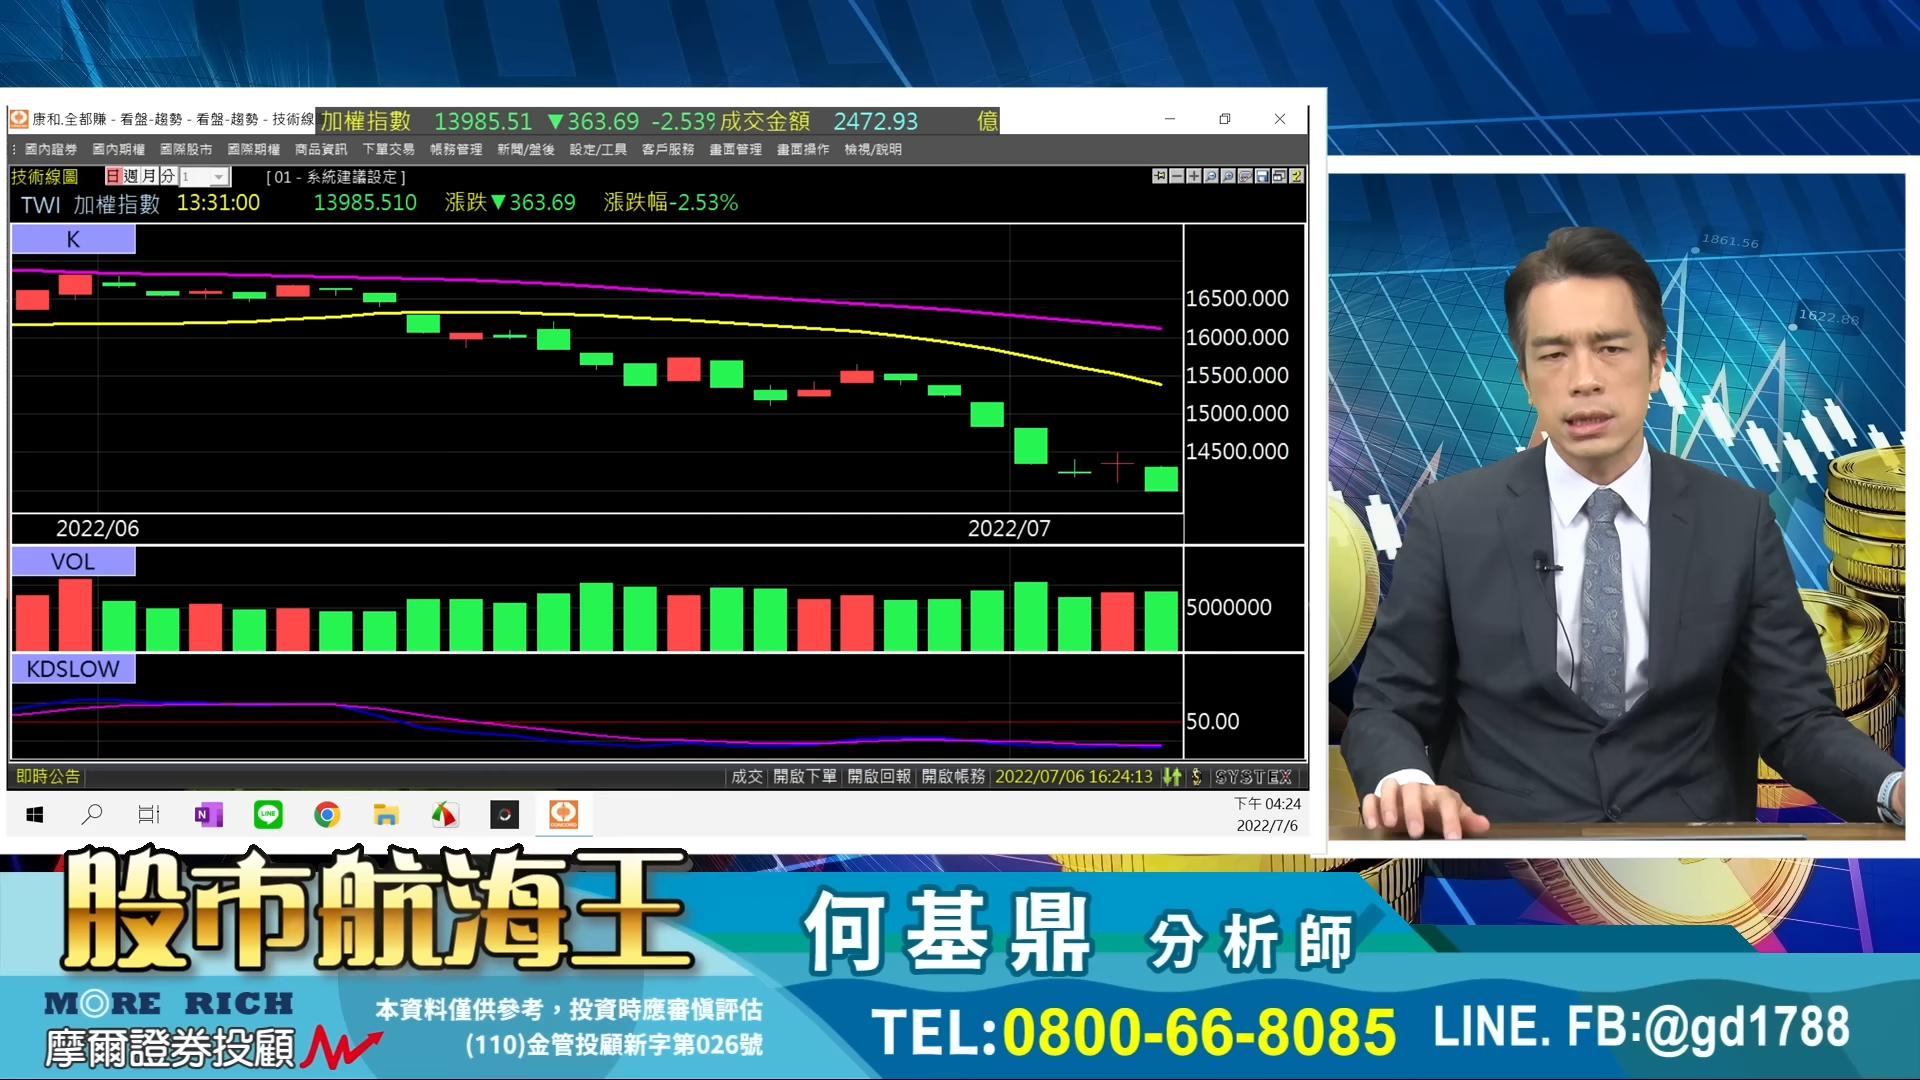 康和.全都賺 - 看盤-趨勢 - 看盤-趨勢 - 技術線
加權指數 13985.51 ▼363.69 -2.53% 成交金額 2472.93 億
國內證券 國內期權 國際股市 國際期權 商品資訊 下單交易 帳務管理 新聞/盤後 設定/工具 客戶服務 畫面管理 畫面操作 檢視/說明
技術線圖 日 週 月 分 1 [ 01 - 系統建議設定 ]
TWI 加權指數 13:31:00 13985.510 漲跌▼363.69 漲跌幅-2.53%
K
16500.000
16000.000
15500.000
15000.000
14500.000
2022/06 2022/07
VOL
5000000
KDSLOW
50.00
即時公告 成交 開啟下單 開啟回報 開啟帳務 2022/07/06 16:24:13 SYSTEX
N LINE CONCORD
下午 04:24
2022/7/6
1861.56
1622.88
股市航海王
MORE RICH
摩爾證券投顧
本資料僅供參考，投資時應審慎評估
(110)金管投顧新字第026號
何基鼎 分析師
TEL:0800-66-8085
LINE. FB:@gd1788